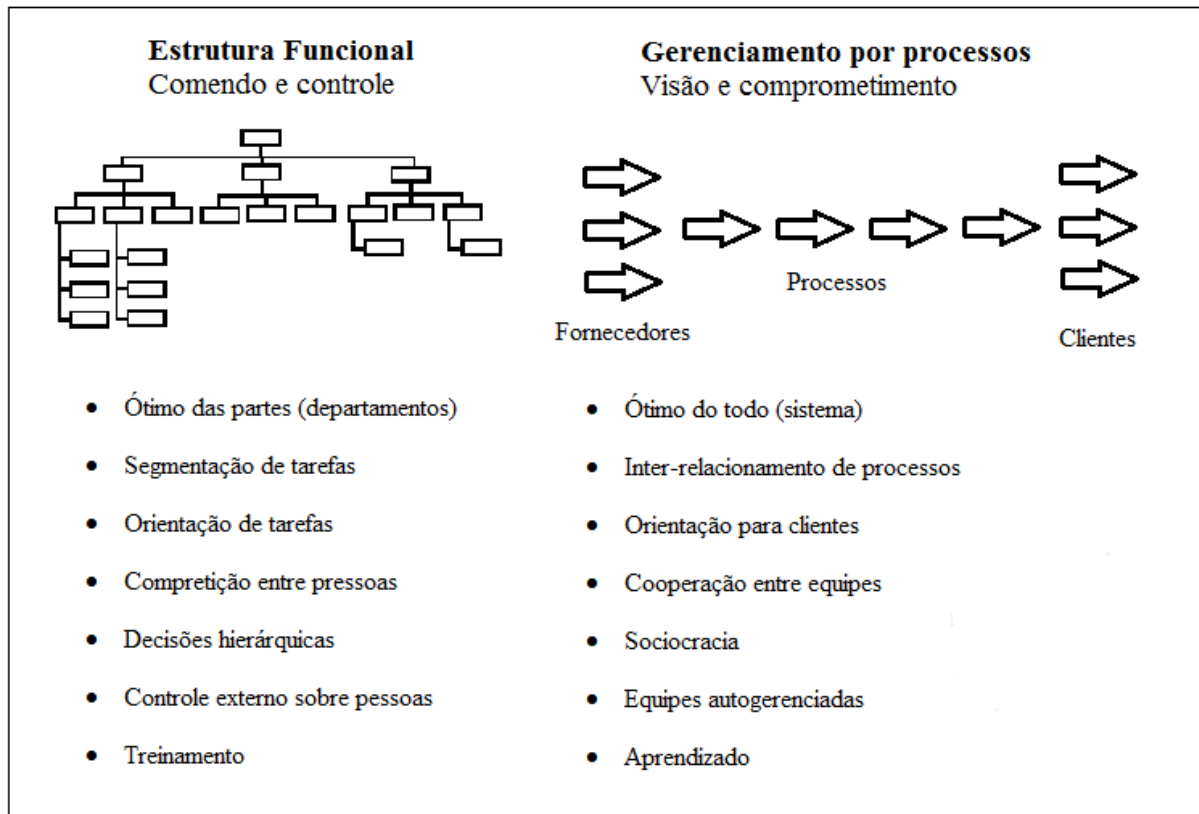 Estrutura Funcional
Comendo e controle
Gerenciamento por processos
Visão e comprometimento
Processos
Fornecedores
Clientes
• Ótimo das partes (departamentos)
• Segmentação de tarefas
• Orientação de tarefas
• Compretição entre pressoas
• Decisões hierárquicas
• Controle externo sobre pessoas
• Treinamento
• Ótimo do todo (sistema)
• Inter-relacionamento de processos
• Orientação para clientes
• Cooperação entre equipes
• Sociocracia
• Equipes autogerenciadas
• Aprendizado